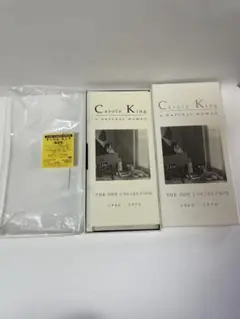 Carole King
A NATURAL WOMAN
THE ODE COLLECTION
1968 - 1976
Carole King
A NATURAL WOMAN
THE ODE COLLECTION
1968 - 1976